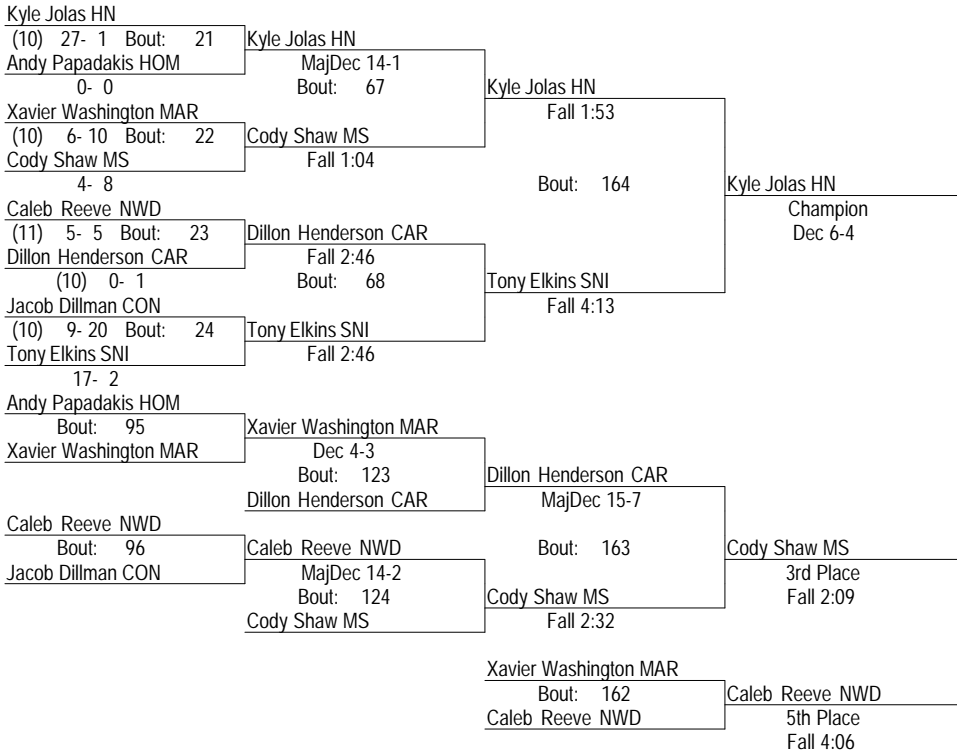 Kyle Jolas HN
(10) 27- 1 Bout: 21 Kyle Jolas HN
Andy Papadakis HOM MajDec 14-1
0- 0 Bout: 67 Kyle Jolas HN
Xavier Washington MAR Fall 1:53
(10) 6- 10 Bout: 22 Cody Shaw MS
Cody Shaw MS Fall 1:04
4- 8 Bout: 164 Kyle Jolas HN
Caleb Reeve NWD Champion
(11) 5- 5 Bout: 23 Dillon Henderson CAR Dec 6-4
Dillon Henderson CAR Fall 2:46
(10) 0- 1 Bout: 68 Tony Elkins SNI
Jacob Dillman CON Fall 4:13
(10) 9- 20 Bout: 24 Tony Elkins SNI
Tony Elkins SNI Fall 2:46
17- 2
Andy Papadakis HOM
Bout: 95 Xavier Washington MAR
Xavier Washington MAR Dec 4-3
Bout: 123 Dillon Henderson CAR
Dillon Henderson CAR MajDec 15-7
Caleb Reeve NWD
Bout: 96 Caleb Reeve NWD Bout: 163 Cody Shaw MS
Jacob Dillman CON MajDec 14-2 3rd Place
Bout: 124 Cody Shaw MS Fall 2:09
Cody Shaw MS Fall 2:32
Xavier Washington MAR
Bout: 162 Caleb Reeve NWD
Caleb Reeve NWD 5th Place
Fall 4:06